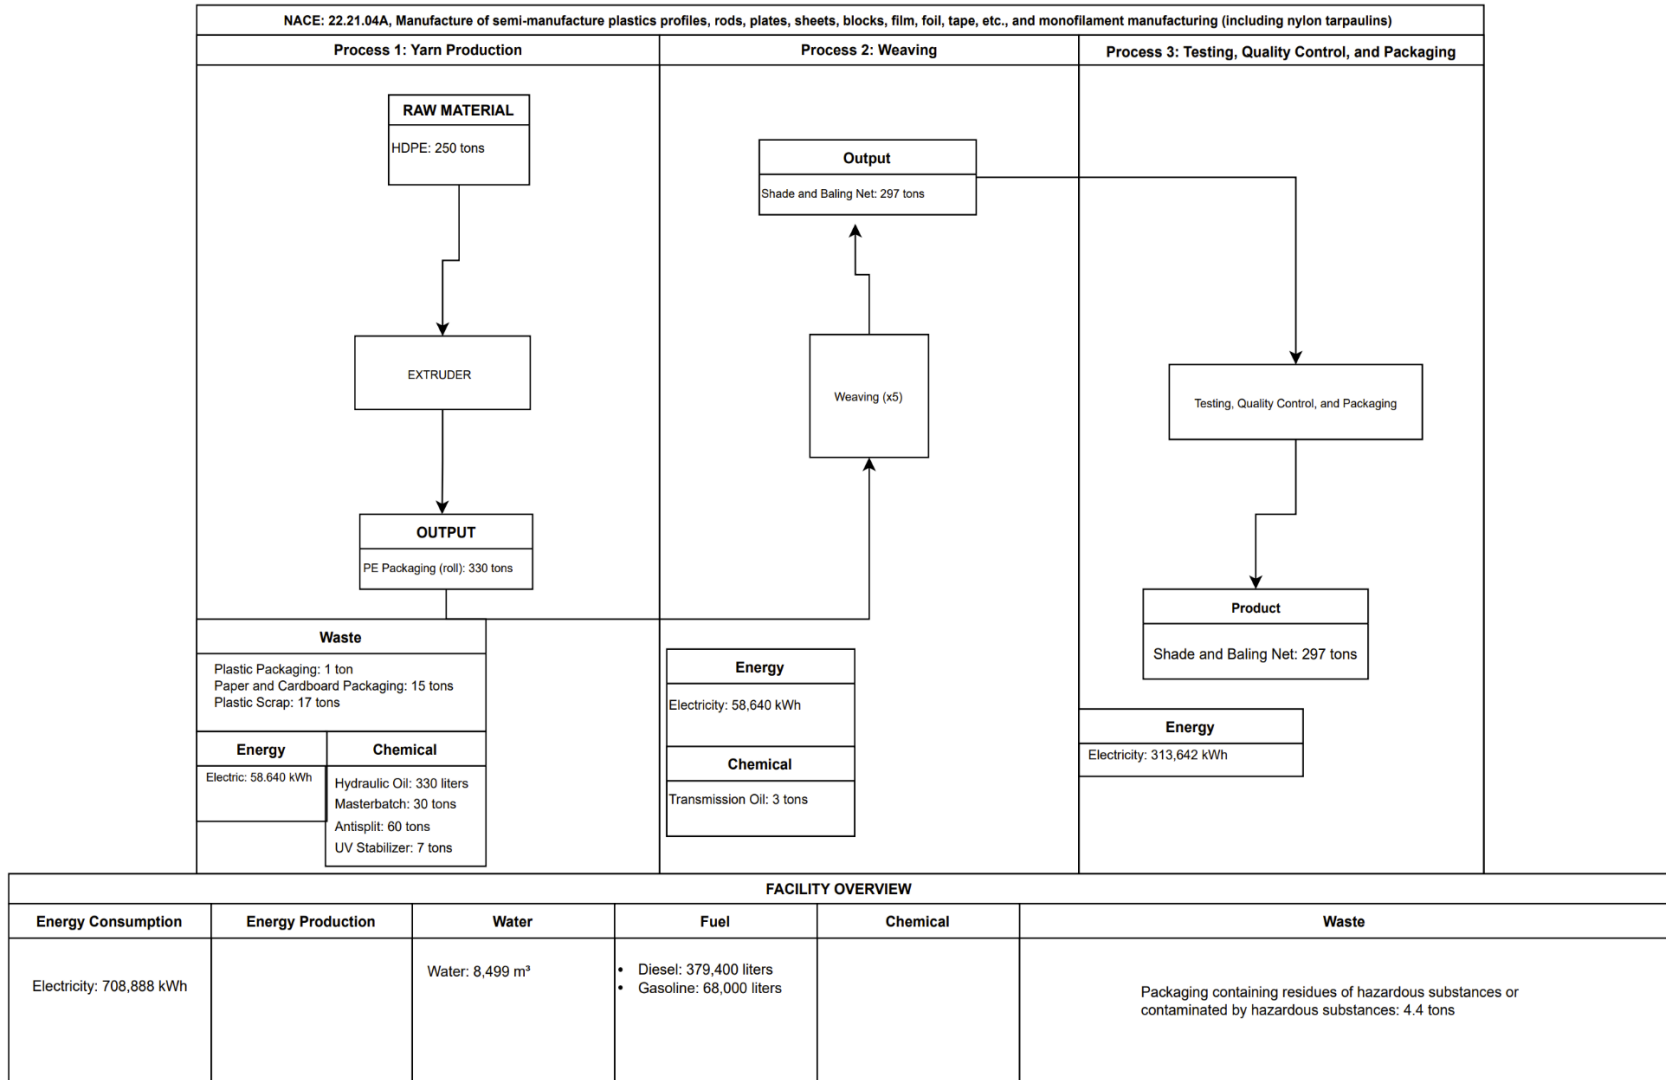 NACE: 22.21.04A, Manufacture of semi-manufacture plastics profiles, rods, plates, sheets, blocks, film, foil, tape, etc., and monofilament manufacturing (including nylon tarpaulins)
Process 1: Yarn Production
RAW MATERIAL
HDPE: 250 tons
EXTRUDER
OUTPUT
PE Packaging (roll): 330 tons
Waste
Plastic Packaging: 1 ton
Paper and Cardboard Packaging: 15 tons
Plastic Scrap: 17 tons
Energy
Electric: 58.640 kWh
Chemical
Hydraulic Oil: 330 liters
Masterbatch: 30 tons
Antisplit: 60 tons
UV Stabilizer: 7 tons
Process 2: Weaving
Output
Shade and Baling Net: 297 tons
Weaving (x5)
Energy
Electricity: 58,640 kWh
Chemical
Transmission Oil: 3 tons
Process 3: Testing, Quality Control, and Packaging
Testing, Quality Control, and Packaging
Product
Shade and Baling Net: 297 tons
Energy
Electricity: 313,642 kWh
FACILITY OVERVIEW
Energy Consumption
Electricity: 708,888 kWh
Energy Production
Water
Water: 8,499 m³
Fuel
• Diesel: 379,400 liters
• Gasoline: 68,000 liters
Chemical
Waste
Packaging containing residues of hazardous substances or
contaminated by hazardous substances: 4.4 tons